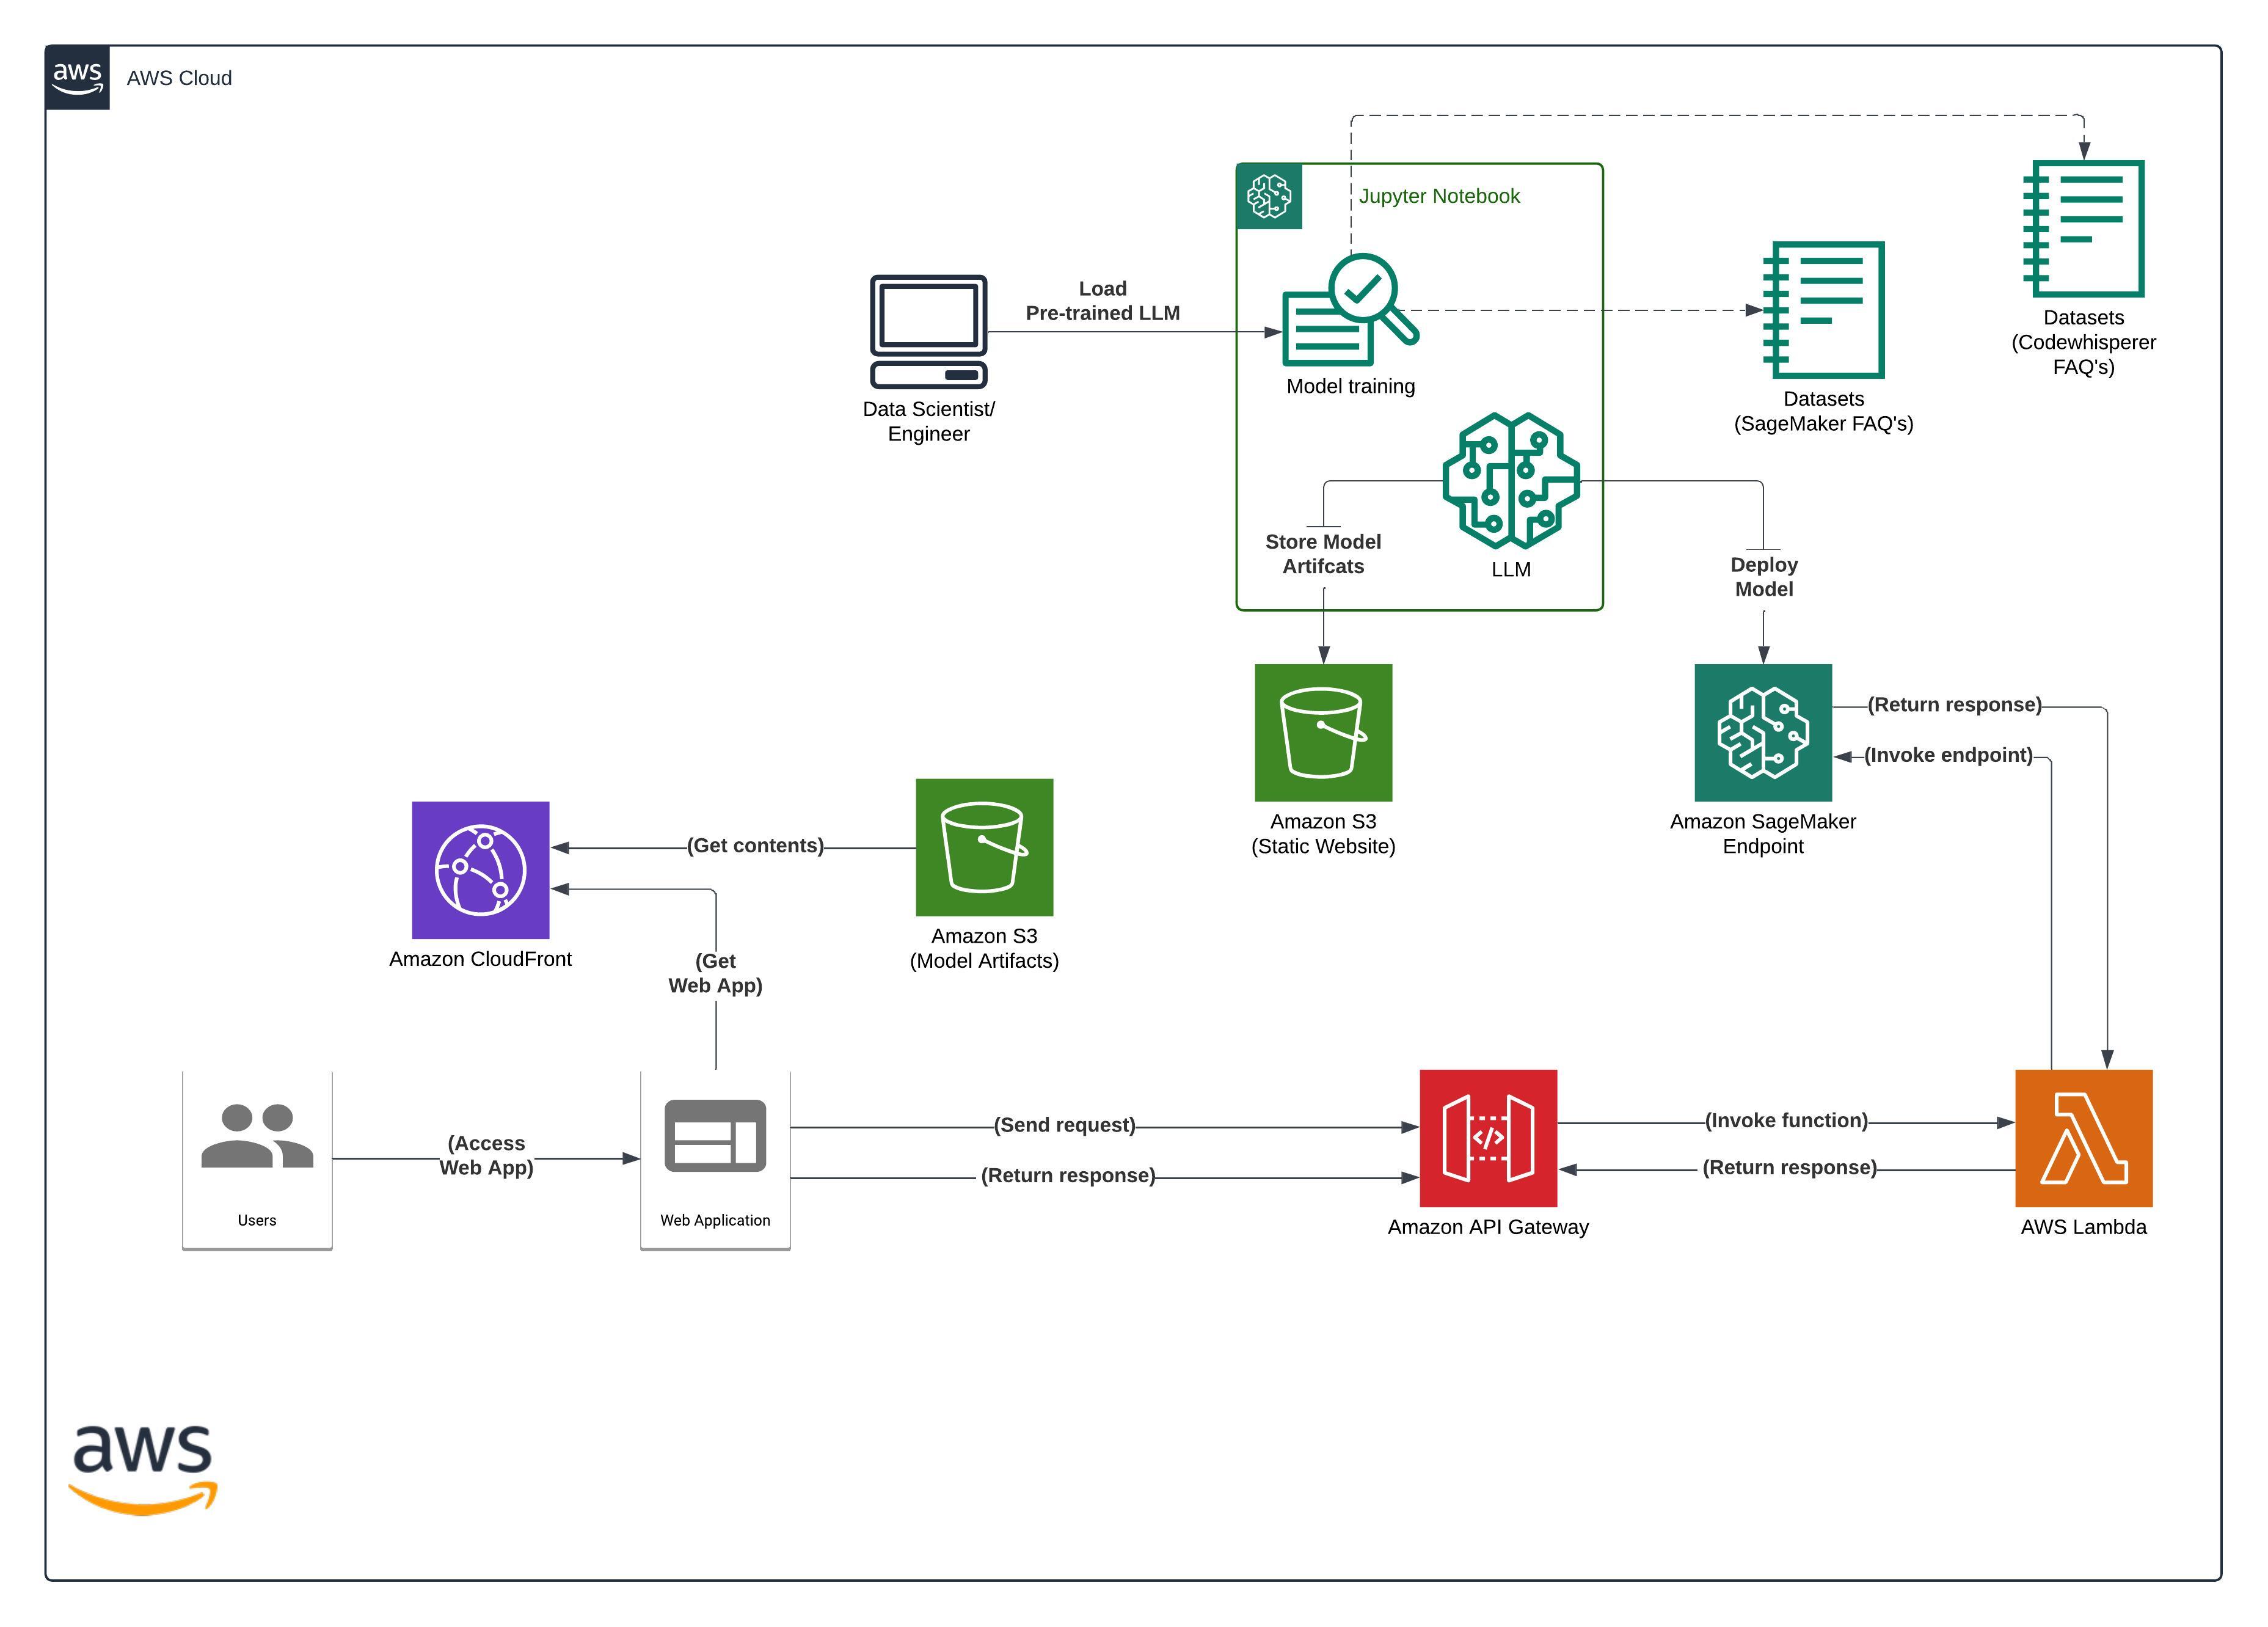 aws
AWS Cloud
Jupyter Notebook
Load
Pre-trained LLM
Data Scientist/
Engineer
Model training
Datasets
(SageMaker FAQ's)
Datasets
(Codewhisperer
FAQ's)
Store Model
Artifcats
LLM
Deploy
Model
Amazon S3
(Static Website)
Amazon SageMaker
Endpoint
(Return response)
(Invoke endpoint)
(Get contents)
Amazon CloudFront
Amazon S3
(Model Artifacts)
(Get
Web App)
Users
(Access
Web App)
Web Application
(Send request)
(Return response)
</>
Amazon API Gateway
(Invoke function)
(Return response)
AWS Lambda
aws